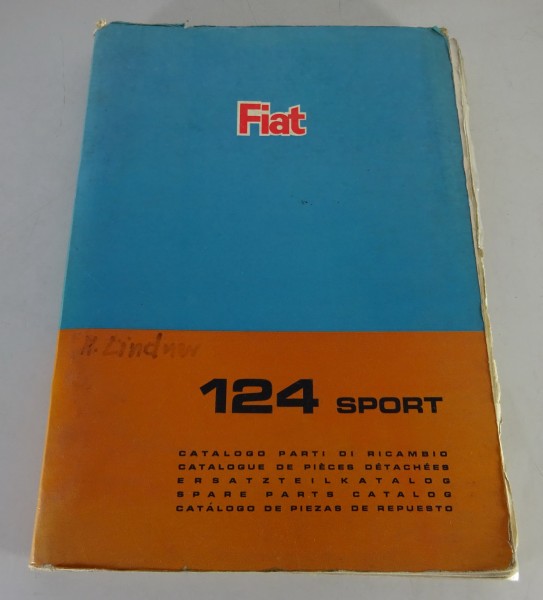 Fiat
H. Lindner
124 SPORT
CATALOGO PARTI DI RICAMBIO
CATALOGUE DE PIÈCES DÉTACHÉES
ERSATZTEILKATALOG
SPARE PARTS CATALOG
CATÁLOGO DE PIEZAS DE REPUESTO